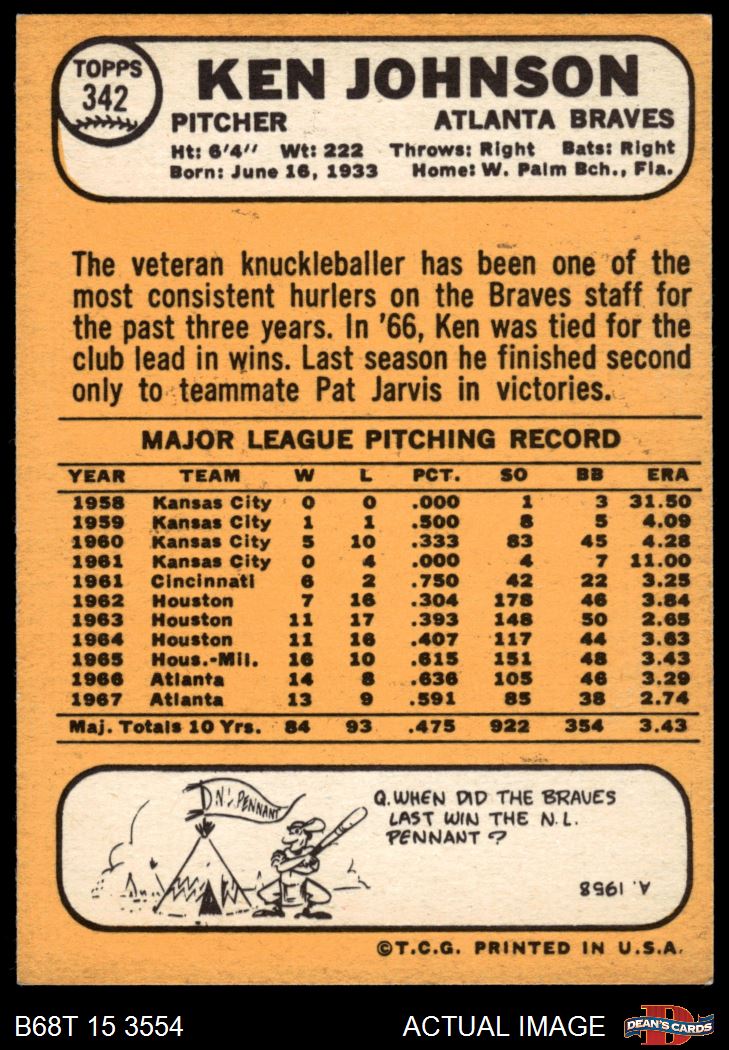 TOPPS
342
KEN JOHNSON
PITCHER ATLANTA BRAVES
Ht: 6'4" Wt: 222 Throws: Right Bats: Right
Born: June 16, 1933 Home: W. Palm Bch., Fla.
The veteran knuckleballer has been one of the
most consistent hurlers on the Braves staff for
the past three years. In '66, Ken was tied for the
club lead in wins. Last season he finished second
only to teammate Pat Jarvis in victories.
MAJOR LEAGUE PITCHING RECORD
YEAR TEAM W L PCT. SO BB ERA
1958 Kansas City 0 0 .000 1 3 31.50
1959 Kansas City 1 1 .500 8 5 4.09
1960 Kansas City 5 10 .333 83 45 4.28
1961 Kansas City 0 4 .000 4 7 11.00
1961 Cincinnati 6 2 .750 42 22 3.25
1962 Houston 7 16 .304 178 46 3.84
1963 Houston 11 17 .393 148 50 2.65
1964 Houston 11 16 .407 117 44 3.63
1965 Hous.-Mil. 16 10 .615 151 48 3.43
1966 Atlanta 14 8 .636 105 46 3.29
1967 Atlanta 13 9 .591 85 38 2.74
Maj. Totals 10 Yrs. 84 93 .475 922 354 3.43
N.L. PENNANT
Q. WHEN DID THE BRAVES
LAST WIN THE N.L.
PENNANT?
A. 1958
©T.C.G. PRINTED IN U.S.A.
B68T 15 3554 ACTUAL IMAGE
D
DEAN'S CARDS